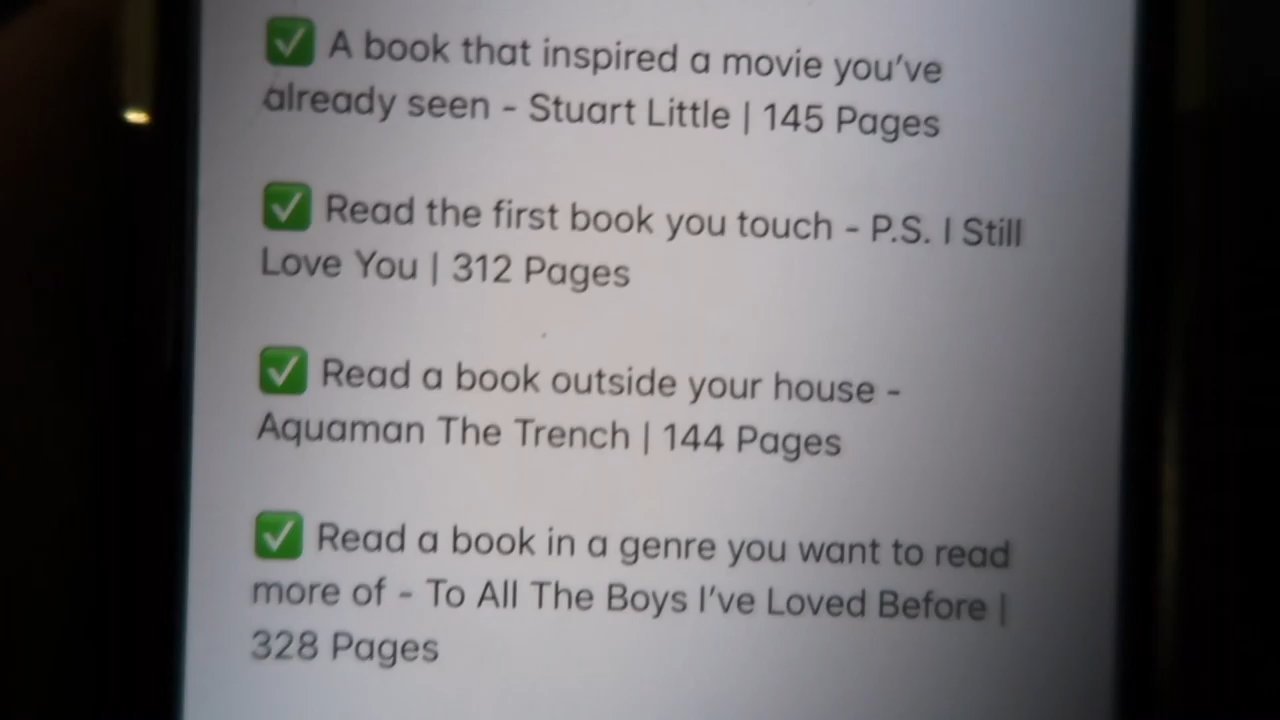 ✅ A book that inspired a movie you've
already seen - Stuart Little | 145 Pages
✅ Read the first book you touch - P.S. I Still
Love You | 312 Pages
✅ Read a book outside your house -
Aquaman The Trench | 144 Pages
✅ Read a book in a genre you want to read
more of - To All The Boys I've Loved Before |
328 Pages